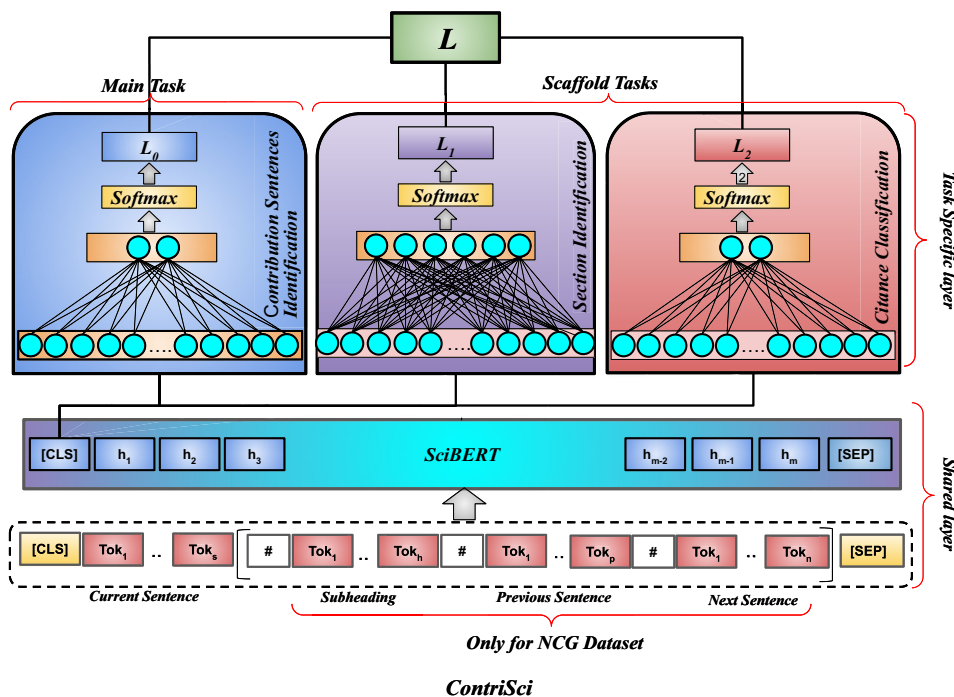 L
Main Task
Scaffold Tasks
L0
Softmax
Contribution Sentences
Identification
L1
Softmax
Section Identification
L2
2
Softmax
Citance Classification
Task Specific layer
.....
....
.....
[CLS] h1 h2 h3 SciBERT hm-2 hm-1 hm [SEP]
Shared layer
[CLS] Tok1 .. Toks [ # Tok1 .. Tokh # Tok1 .. Tokp # Tok1 .. Tokn ] [SEP]
Current Sentence Subheading Previous Sentence Next Sentence
Only for NCG Dataset
ContriSci